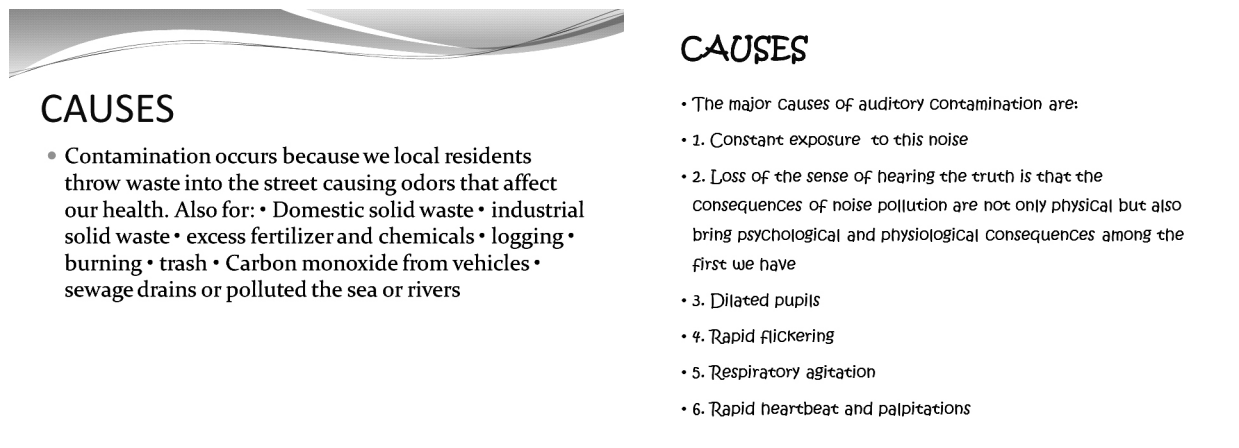 CAUSES
• Contamination occurs because we local residents
throw waste into the street causing odors that affect
our health. Also for: • Domestic solid waste • industrial
solid waste • excess fertilizer and chemicals • logging •
burning • trash • Carbon monoxide from vehicles •
sewage drains or polluted the sea or rivers
CAUSES
• The major causes of auditory contamination are:
• 1. Constant exposure to this noise
• 2. Loss of the sense of hearing the truth is that the
consequences of noise pollution are not only physical but also
bring psychological and physiological consequences among the
first we have
• 3. Dilated pupils
• 4. Rapid flickering
• 5. Respiratory agitation
• 6. Rapid heartbeat and palpitations